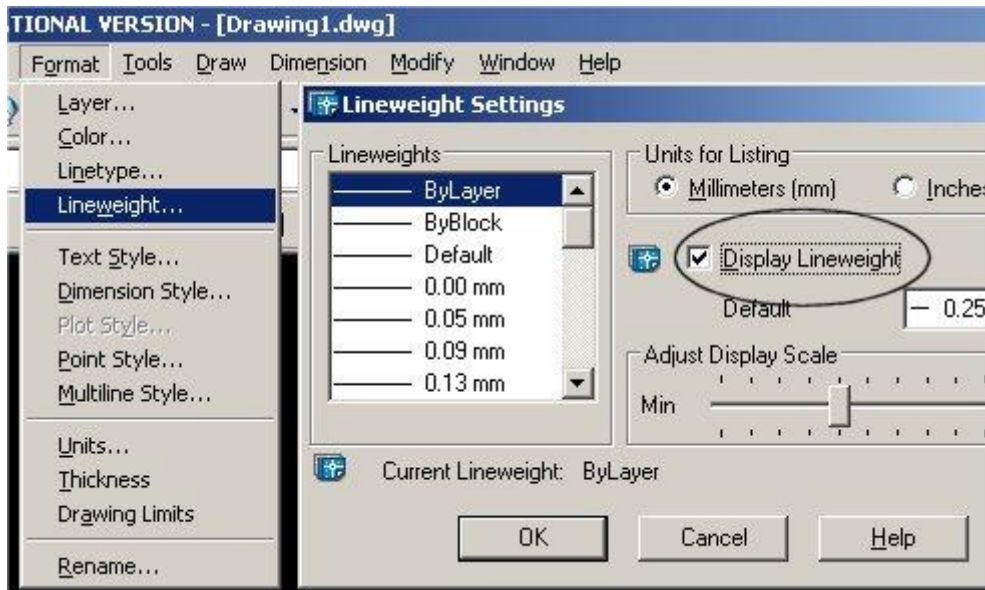 TIONAL VERSION - [Drawing1.dwg]
Format Tools Draw Dimension Modify Window Help
Layer...
Color...
Linetype...
Lineweight...
Text Style...
Dimension Style...
Plot Style...
Point Style...
Multiline Style...
Units...
Thickness
Drawing Limits
Rename...
Lineweight Settings
Lineweights
ByLayer
ByBlock
Default
0.00 mm
0.05 mm
0.09 mm
0.13 mm
Units for Listing
Millimeters (mm) Inches
Display Lineweight
Default 0.25
Adjust Display Scale
Min
Current Lineweight: ByLayer
OK Cancel Help